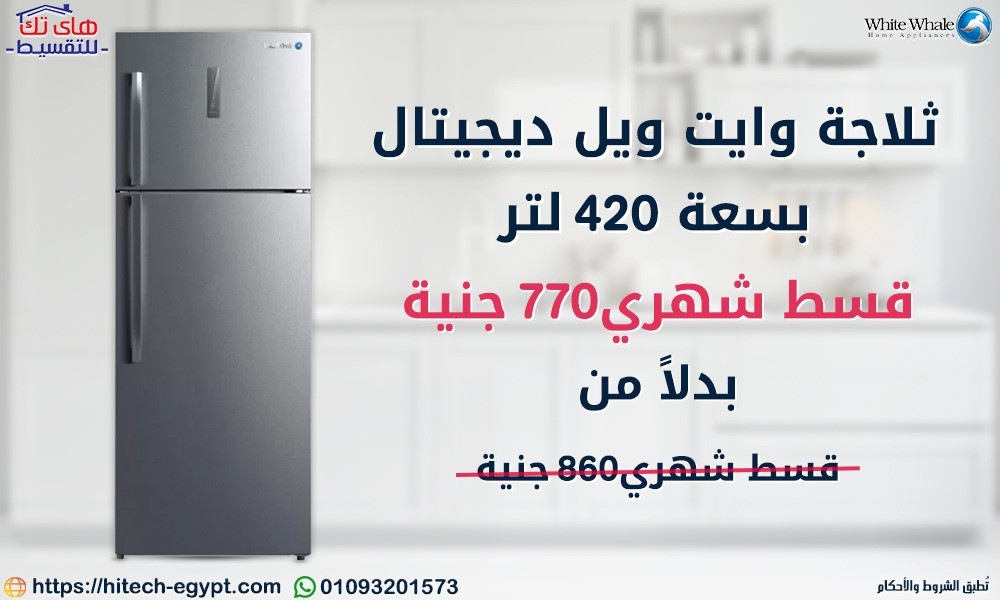 هاى تك
-للتقسيط-
White Whale
Home Appliances
ثلاجة وايت ويل ديجيتال
بسعة 420 لتر
قسط شهري770 جنية
بدلاً من
قسط شهري860 جنية
https://hitech-egypt.com
01093201573
تُطبق الشروط والأحكام